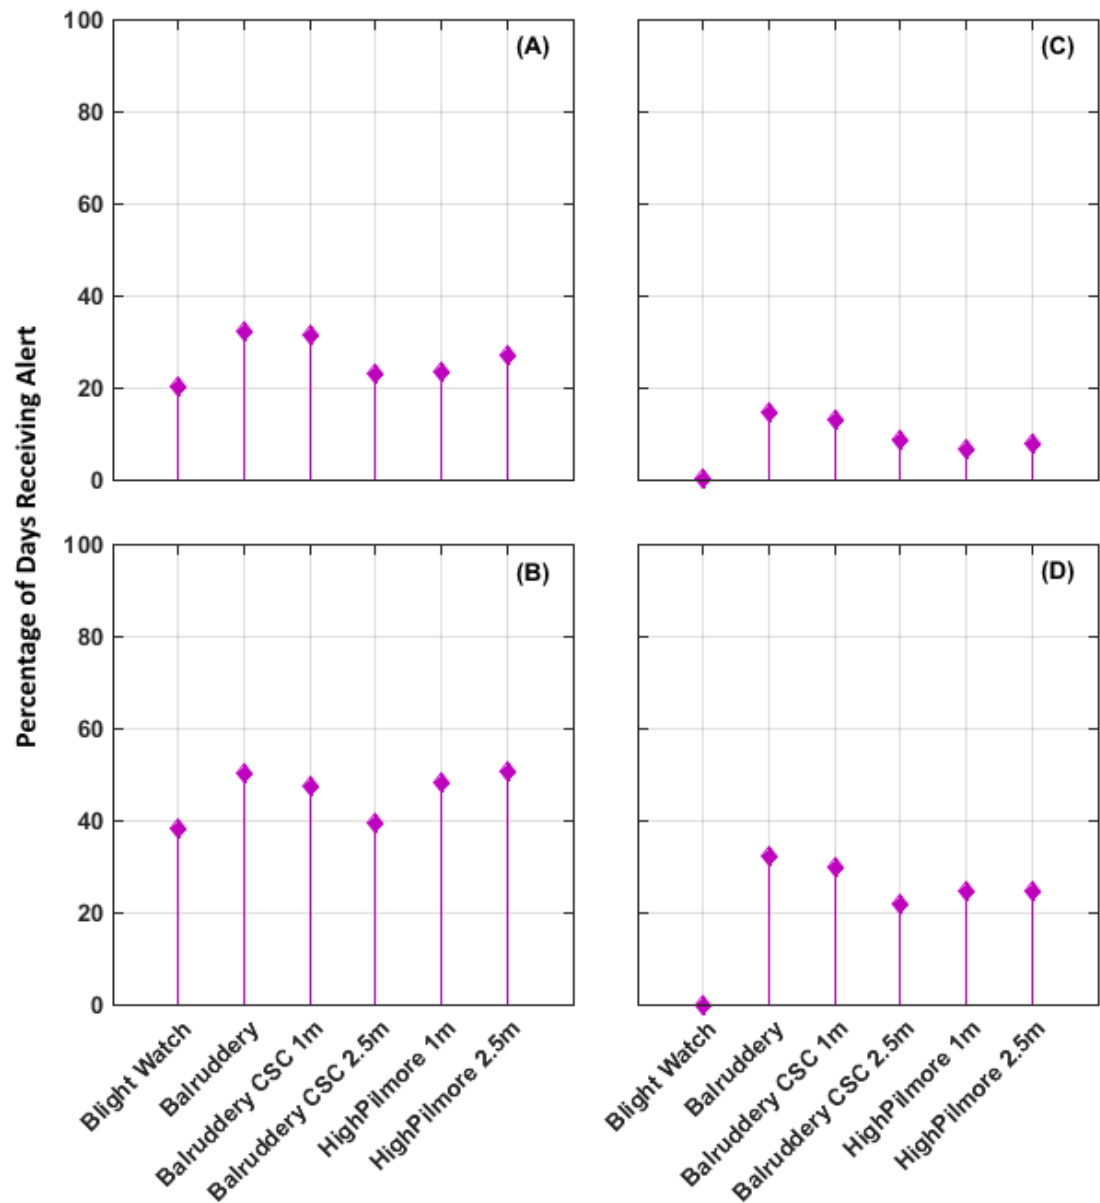 Percentage of Days Receiving Alert
100
80
60
40
20
0
(A)
(C)
100
80
60
40
20
0
(B)
(D)
Blight Watch
Balruddery
Balruddery CSC 1m
Balruddery CSC 2.5m
HighPilmore 1m
HighPilmore 2.5m
Blight Watch
Balruddery
Balruddery CSC 1m
Balruddery CSC 2.5m
HighPilmore 1m
HighPilmore 2.5m